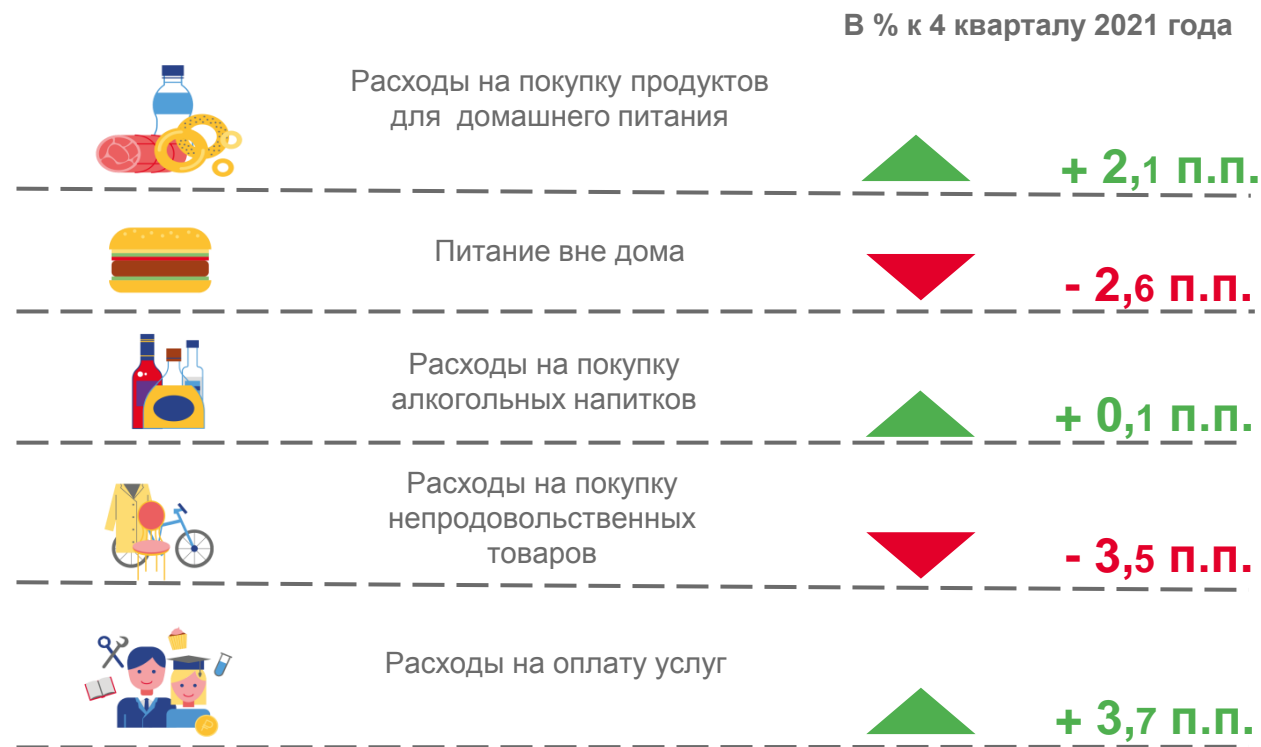 В % к 4 кварталу 2021 года
Расходы на покупку продуктов
для домашнего питания
+ 2,1 п.п.
Питание вне дома
- 2,6 п.п.
Расходы на покупку
алкогольных напитков
+ 0,1 п.п.
Расходы на покупку
непродовольственных
товаров
- 3,5 п.п.
Расходы на оплату услуг
+ 3,7 п.п.